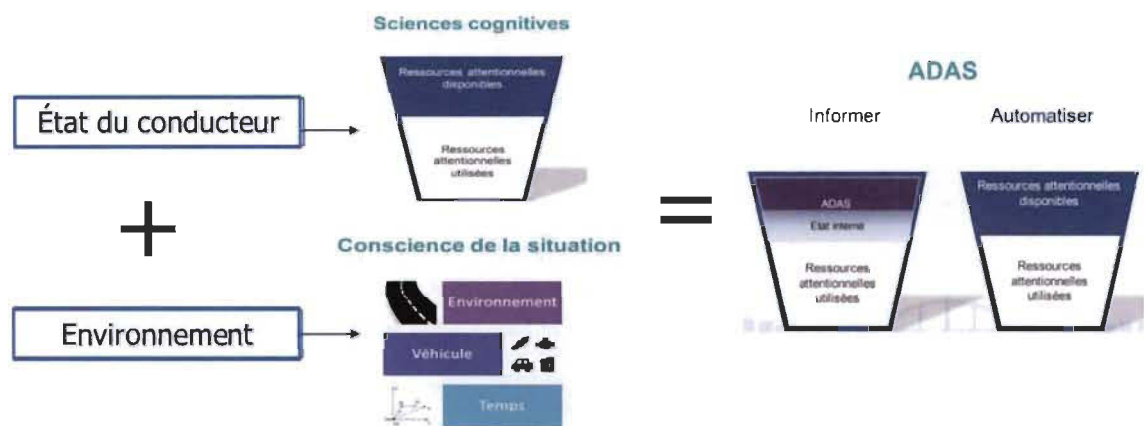 Sciences cognitives
Ressources attentionnelles
disponibles
Ressources
attentionnelles
utilisées
État du conducteur
+
Conscience de la situation
Environnement
Véhicule
Temps
Environnement
=
ADAS
Informer
Automatiser
ADAS
Etat interne
Ressources
attentionnelles
utilisées
Ressources attentionnelles
disponibles
Ressources
attentionnelles
utilisées